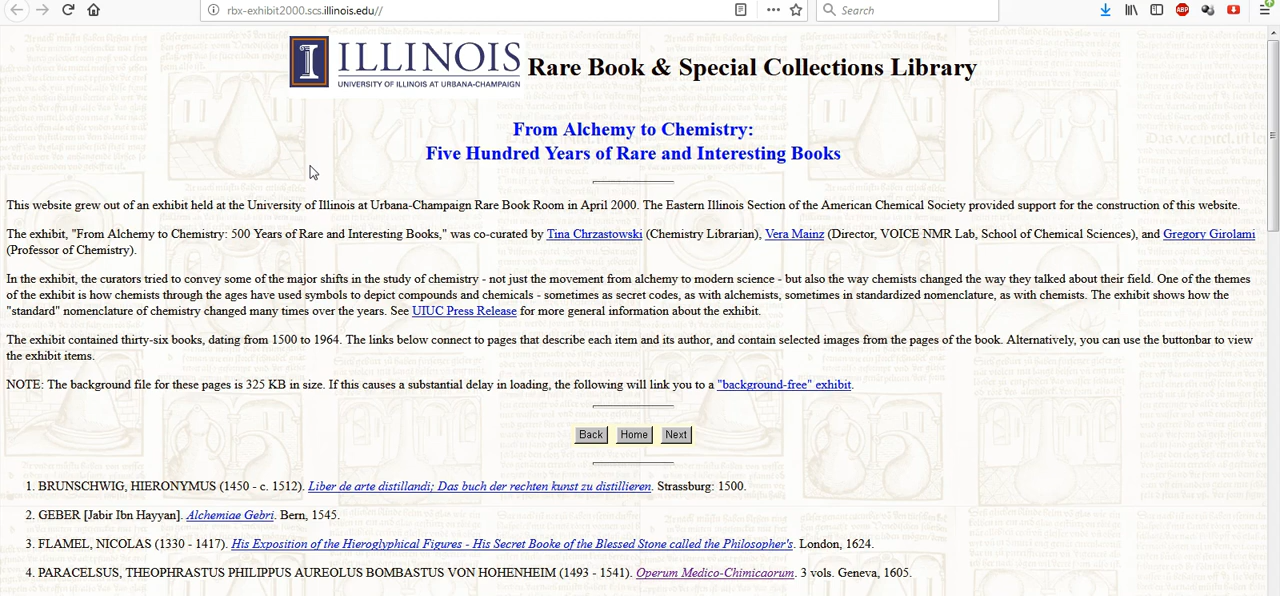 rbx-exhibit2000.scs.illinois.edu//
Search
ABP
I ILLINOIS
UNIVERSITY OF ILLINOIS AT URBANA-CHAMPAIGN
Rare Book & Special Collections Library
From Alchemy to Chemistry:
Five Hundred Years of Rare and Interesting Books
This website grew out of an exhibit held at the University of Illinois at Urbana-Champaign Rare Book Room in April 2000. The Eastern Illinois Section of the American Chemical Society provided support for the construction of this website.
The exhibit, "From Alchemy to Chemistry: 500 Years of Rare and Interesting Books," was co-curated by Tina Chrzastowski (Chemistry Librarian), Vera Mainz (Director, VOICE NMR Lab, School of Chemical Sciences), and Gregory Girolami
(Professor of Chemistry).
In the exhibit, the curators tried to convey some of the major shifts in the study of chemistry - not just the movement from alchemy to modern science - but also the way chemists changed the way they talked about their field. One of the themes
of the exhibit is how chemists through the ages have used symbols to depict compounds and chemicals - sometimes as secret codes, as with alchemists, sometimes in standardized nomenclature, as with chemists. The exhibit shows how the
"standard" nomenclature of chemistry changed many times over the years. See UIUC Press Release for more general information about the exhibit.
The exhibit contained thirty-six books, dating from 1500 to 1964. The links below connect to pages that describe each item and its author, and contain selected images from the pages of the book. Alternatively, you can use the buttonbar to view
the exhibit items.
NOTE: The background file for these pages is 325 KB in size. If this causes a substantial delay in loading, the following will link you to a "background-free" exhibit.
Back Home Next
1. BRUNSCHWIG, HIERONYMUS (1450 - c. 1512). Liber de arte distillandi; Das buch der rechten kunst zu distillieren. Strassburg: 1500.
2. GEBER [Jabir Ibn Hayyan]. Alchemiae Gebri. Bern, 1545.
3. FLAMEL, NICOLAS (1330 - 1417). His Exposition of the Hieroglyphical Figures - His Secret Booke of the Blessed Stone called the Philosopher's. London, 1624.
4. PARACELSUS, THEOPHRASTUS PHILIPPUS AUREOLUS BOMBASTUS VON HOHENHEIM (1493 - 1541). Operum Medico-Chimicaorum. 3 vols. Geneva, 1605.